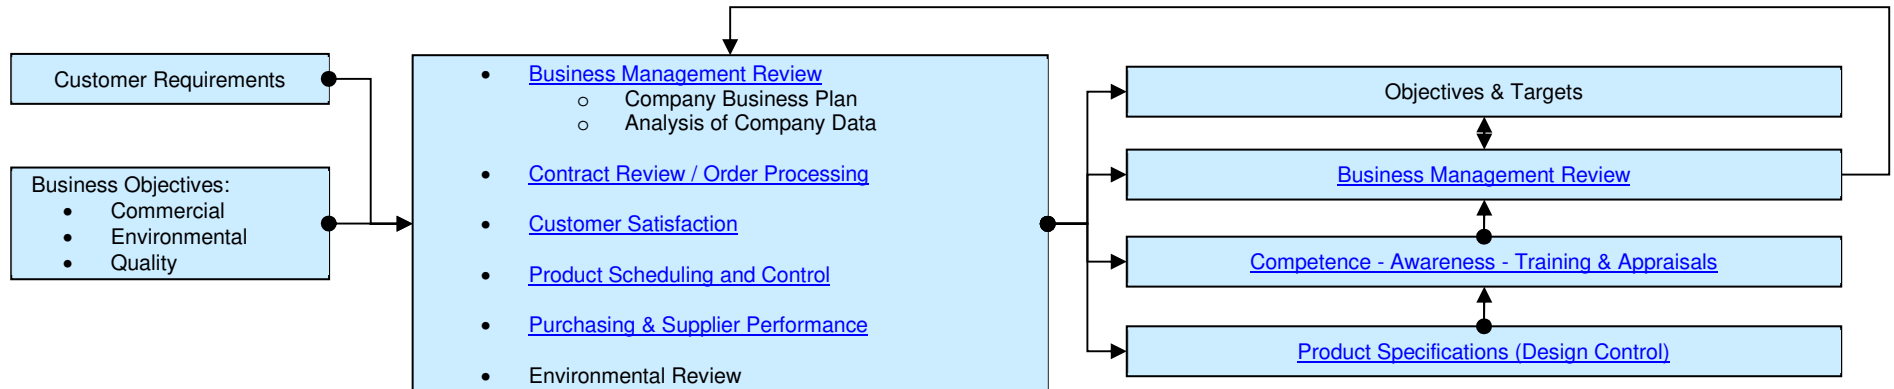 Customer Requirements
Business Objectives:
• Commercial
• Environmental
• Quality
• Business Management Review
o Company Business Plan
o Analysis of Company Data
• Contract Review / Order Processing
• Customer Satisfaction
• Product Scheduling and Control
• Purchasing & Supplier Performance
• Environmental Review
Objectives & Targets
Business Management Review
Competence - Awareness - Training & Appraisals
Product Specifications (Design Control)